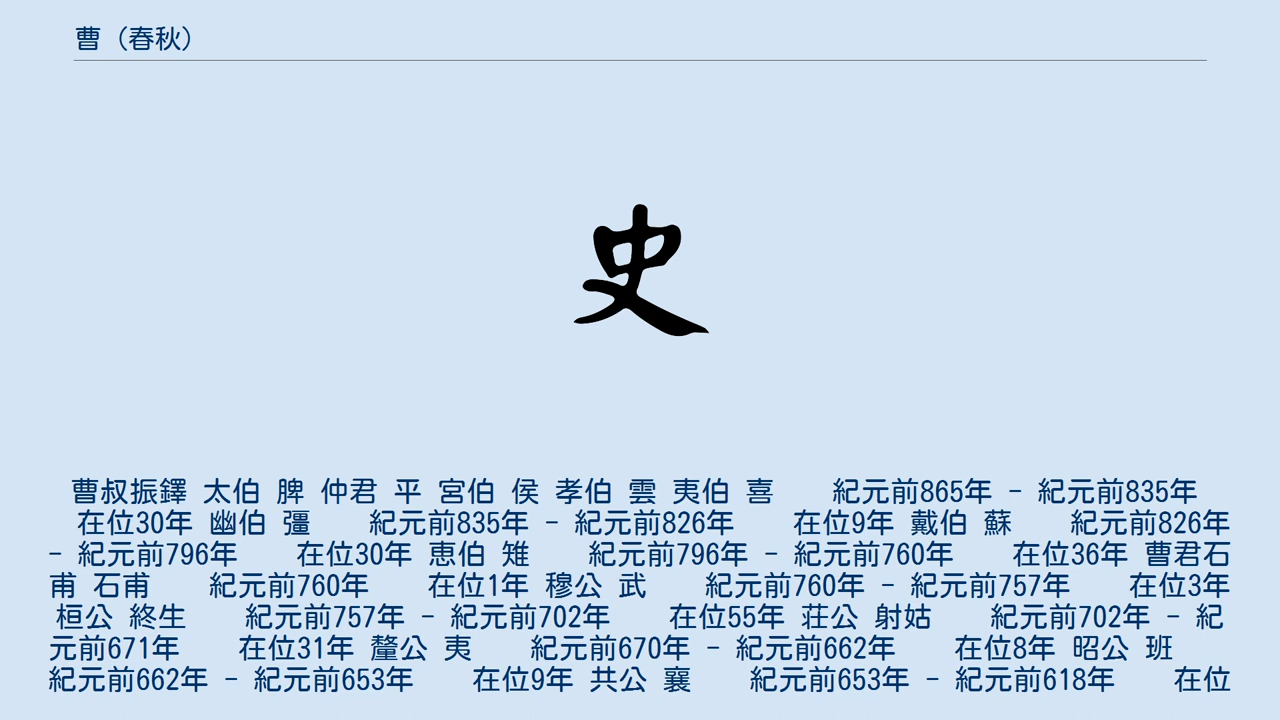 曹（春秋）
史
曹叔振鐸 太伯 脾 仲君 平 宮伯 侯 孝伯 雲 夷伯 喜　　紀元前865年 - 紀元前835年
在位30年 幽伯 彊　　紀元前835年 - 紀元前826年　　在位9年 戴伯 蘇　　紀元前826年
- 紀元前796年　　在位30年 恵伯 雉　　紀元前796年 - 紀元前760年　　在位36年 曹君石
甫 石甫　　紀元前760年　　在位1年 穆公 武　　紀元前760年 - 紀元前757年　　在位3年
桓公 終生　　紀元前757年 - 紀元前702年　　在位55年 荘公 射姑　　紀元前702年 - 紀
元前671年　　在位31年 釐公 夷　　紀元前670年 - 紀元前662年　　在位8年 昭公 班
紀元前662年 - 紀元前653年　　在位9年 共公 襄　　紀元前653年 - 紀元前618年　　在位